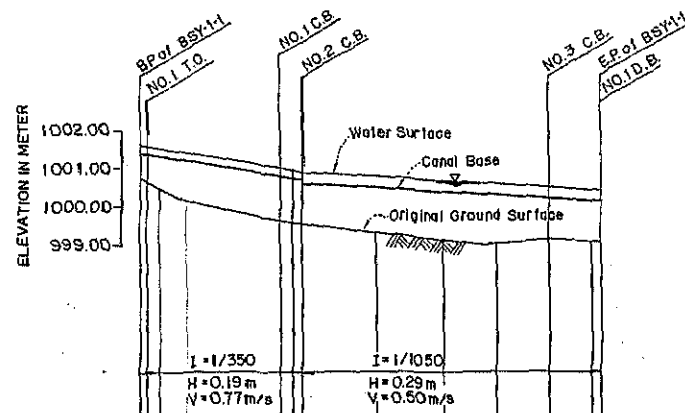 B.P. of BSY-1-1
NO.1 T.O.
NO.1 C.B.
NO.2 C.B.
NO.3 C.B.
E.P. of BSY-1-1
NO.1 D.B.
ELEVATION IN METER
1002.00
1001.00
1000.00
999.00
Water Surface
Canal Base
Original Ground Surface
I = 1/350
H = 0.19 m
V = 0.77 m/s
I = 1/1050
H = 0.29 m
V = 0.50 m/s